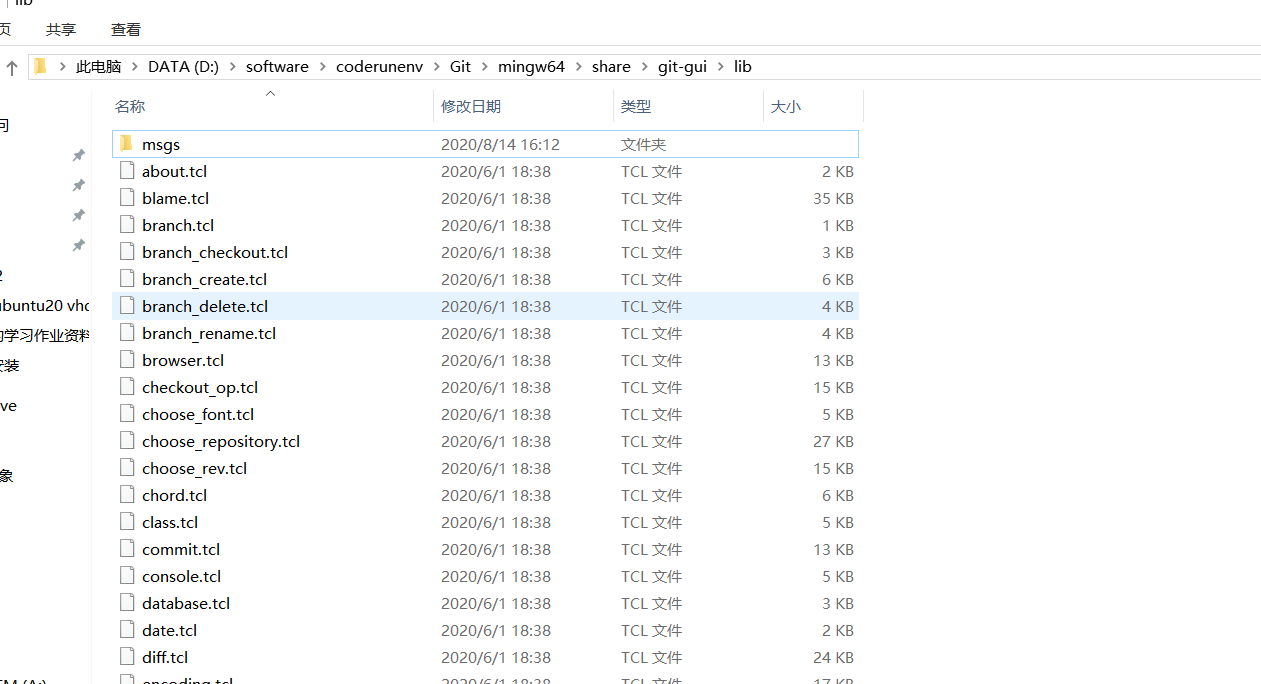 lib
页 共享 查看
此电脑 DATA (D:) software coderunenv Git mingw64 share git-gui lib
名称 修改日期 类型 大小
问
msgs 2020/8/14 16:12 文件夹
about.tcl 2020/6/1 18:38 TCL 文件 2 KB
blame.tcl 2020/6/1 18:38 TCL 文件 35 KB
branch.tcl 2020/6/1 18:38 TCL 文件 1 KB
branch_checkout.tcl 2020/6/1 18:38 TCL 文件 3 KB
2 branch_create.tcl 2020/6/1 18:38 TCL 文件 6 KB
ubuntu20 vhd branch_delete.tcl 2020/6/1 18:38 TCL 文件 4 KB
的学习作业资料 branch_rename.tcl 2020/6/1 18:38 TCL 文件 4 KB
安装 browser.tcl 2020/6/1 18:38 TCL 文件 13 KB
checkout_op.tcl 2020/6/1 18:38 TCL 文件 15 KB
ve choose_font.tcl 2020/6/1 18:38 TCL 文件 5 KB
choose_repository.tcl 2020/6/1 18:38 TCL 文件 27 KB
象 choose_rev.tcl 2020/6/1 18:38 TCL 文件 15 KB
chord.tcl 2020/6/1 18:38 TCL 文件 6 KB
class.tcl 2020/6/1 18:38 TCL 文件 5 KB
commit.tcl 2020/6/1 18:38 TCL 文件 13 KB
console.tcl 2020/6/1 18:38 TCL 文件 5 KB
database.tcl 2020/6/1 18:38 TCL 文件 3 KB
date.tcl 2020/6/1 18:38 TCL 文件 2 KB
diff.tcl 2020/6/1 18:38 TCL 文件 24 KB
encoding.tcl 2020/6/1 18:38 TCL 文件 17 KB